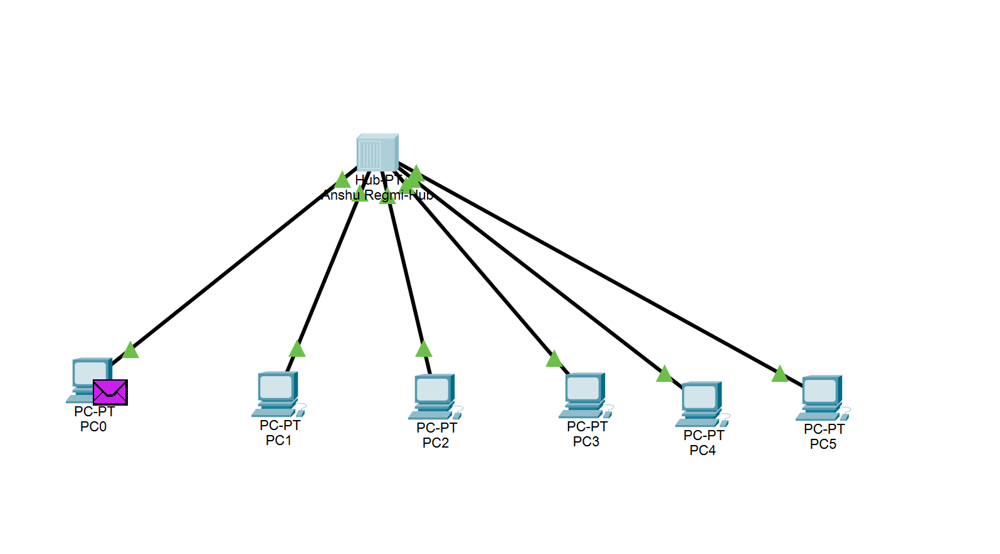 Hub-PT
Anshu Regmi-Hub
PC-PT
PC0
PC-PT
PC1
PC-PT
PC2
PC-PT
PC3
PC-PT
PC4
PC-PT
PC5